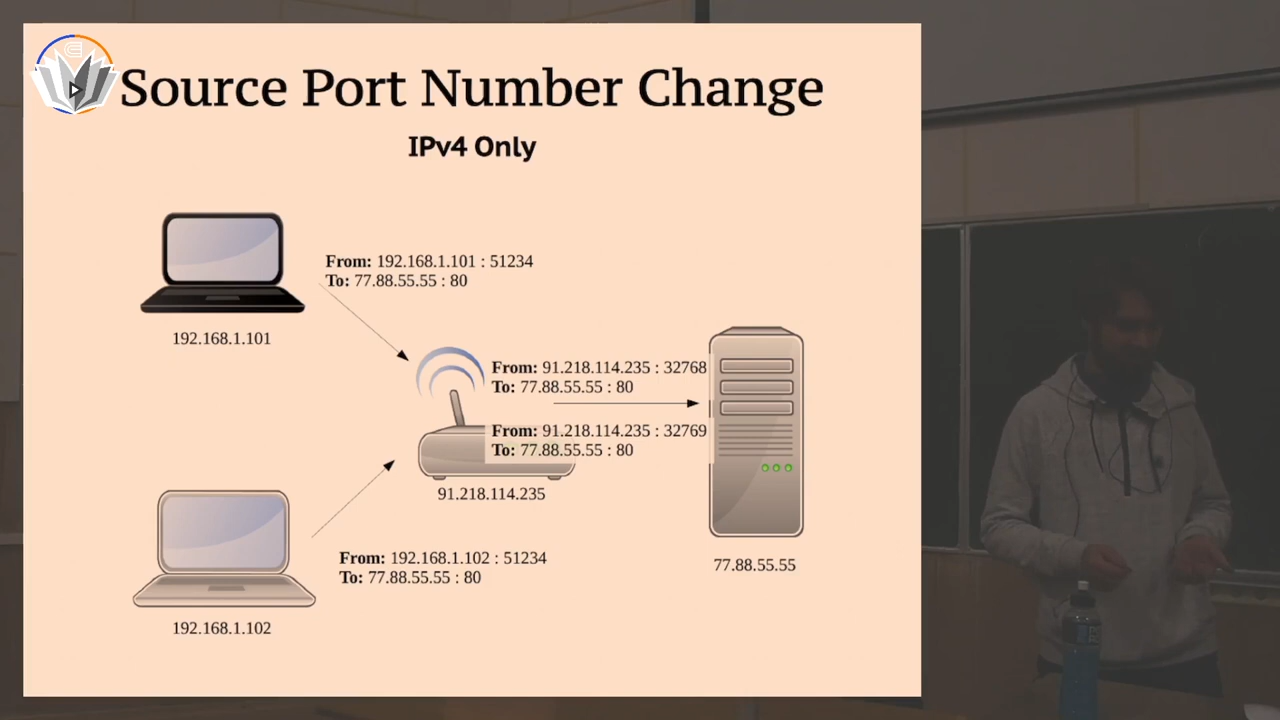 Source Port Number Change
IPv4 Only
From: 192.168.1.101 : 51234
To: 77.88.55.55 : 80
192.168.1.101
From: 91.218.114.235 : 32768
To: 77.88.55.55 : 80
From: 91.218.114.235 : 32769
To: 77.88.55.55 : 80
91.218.114.235
From: 192.168.1.102 : 51234
To: 77.88.55.55 : 80
77.88.55.55
192.168.1.102